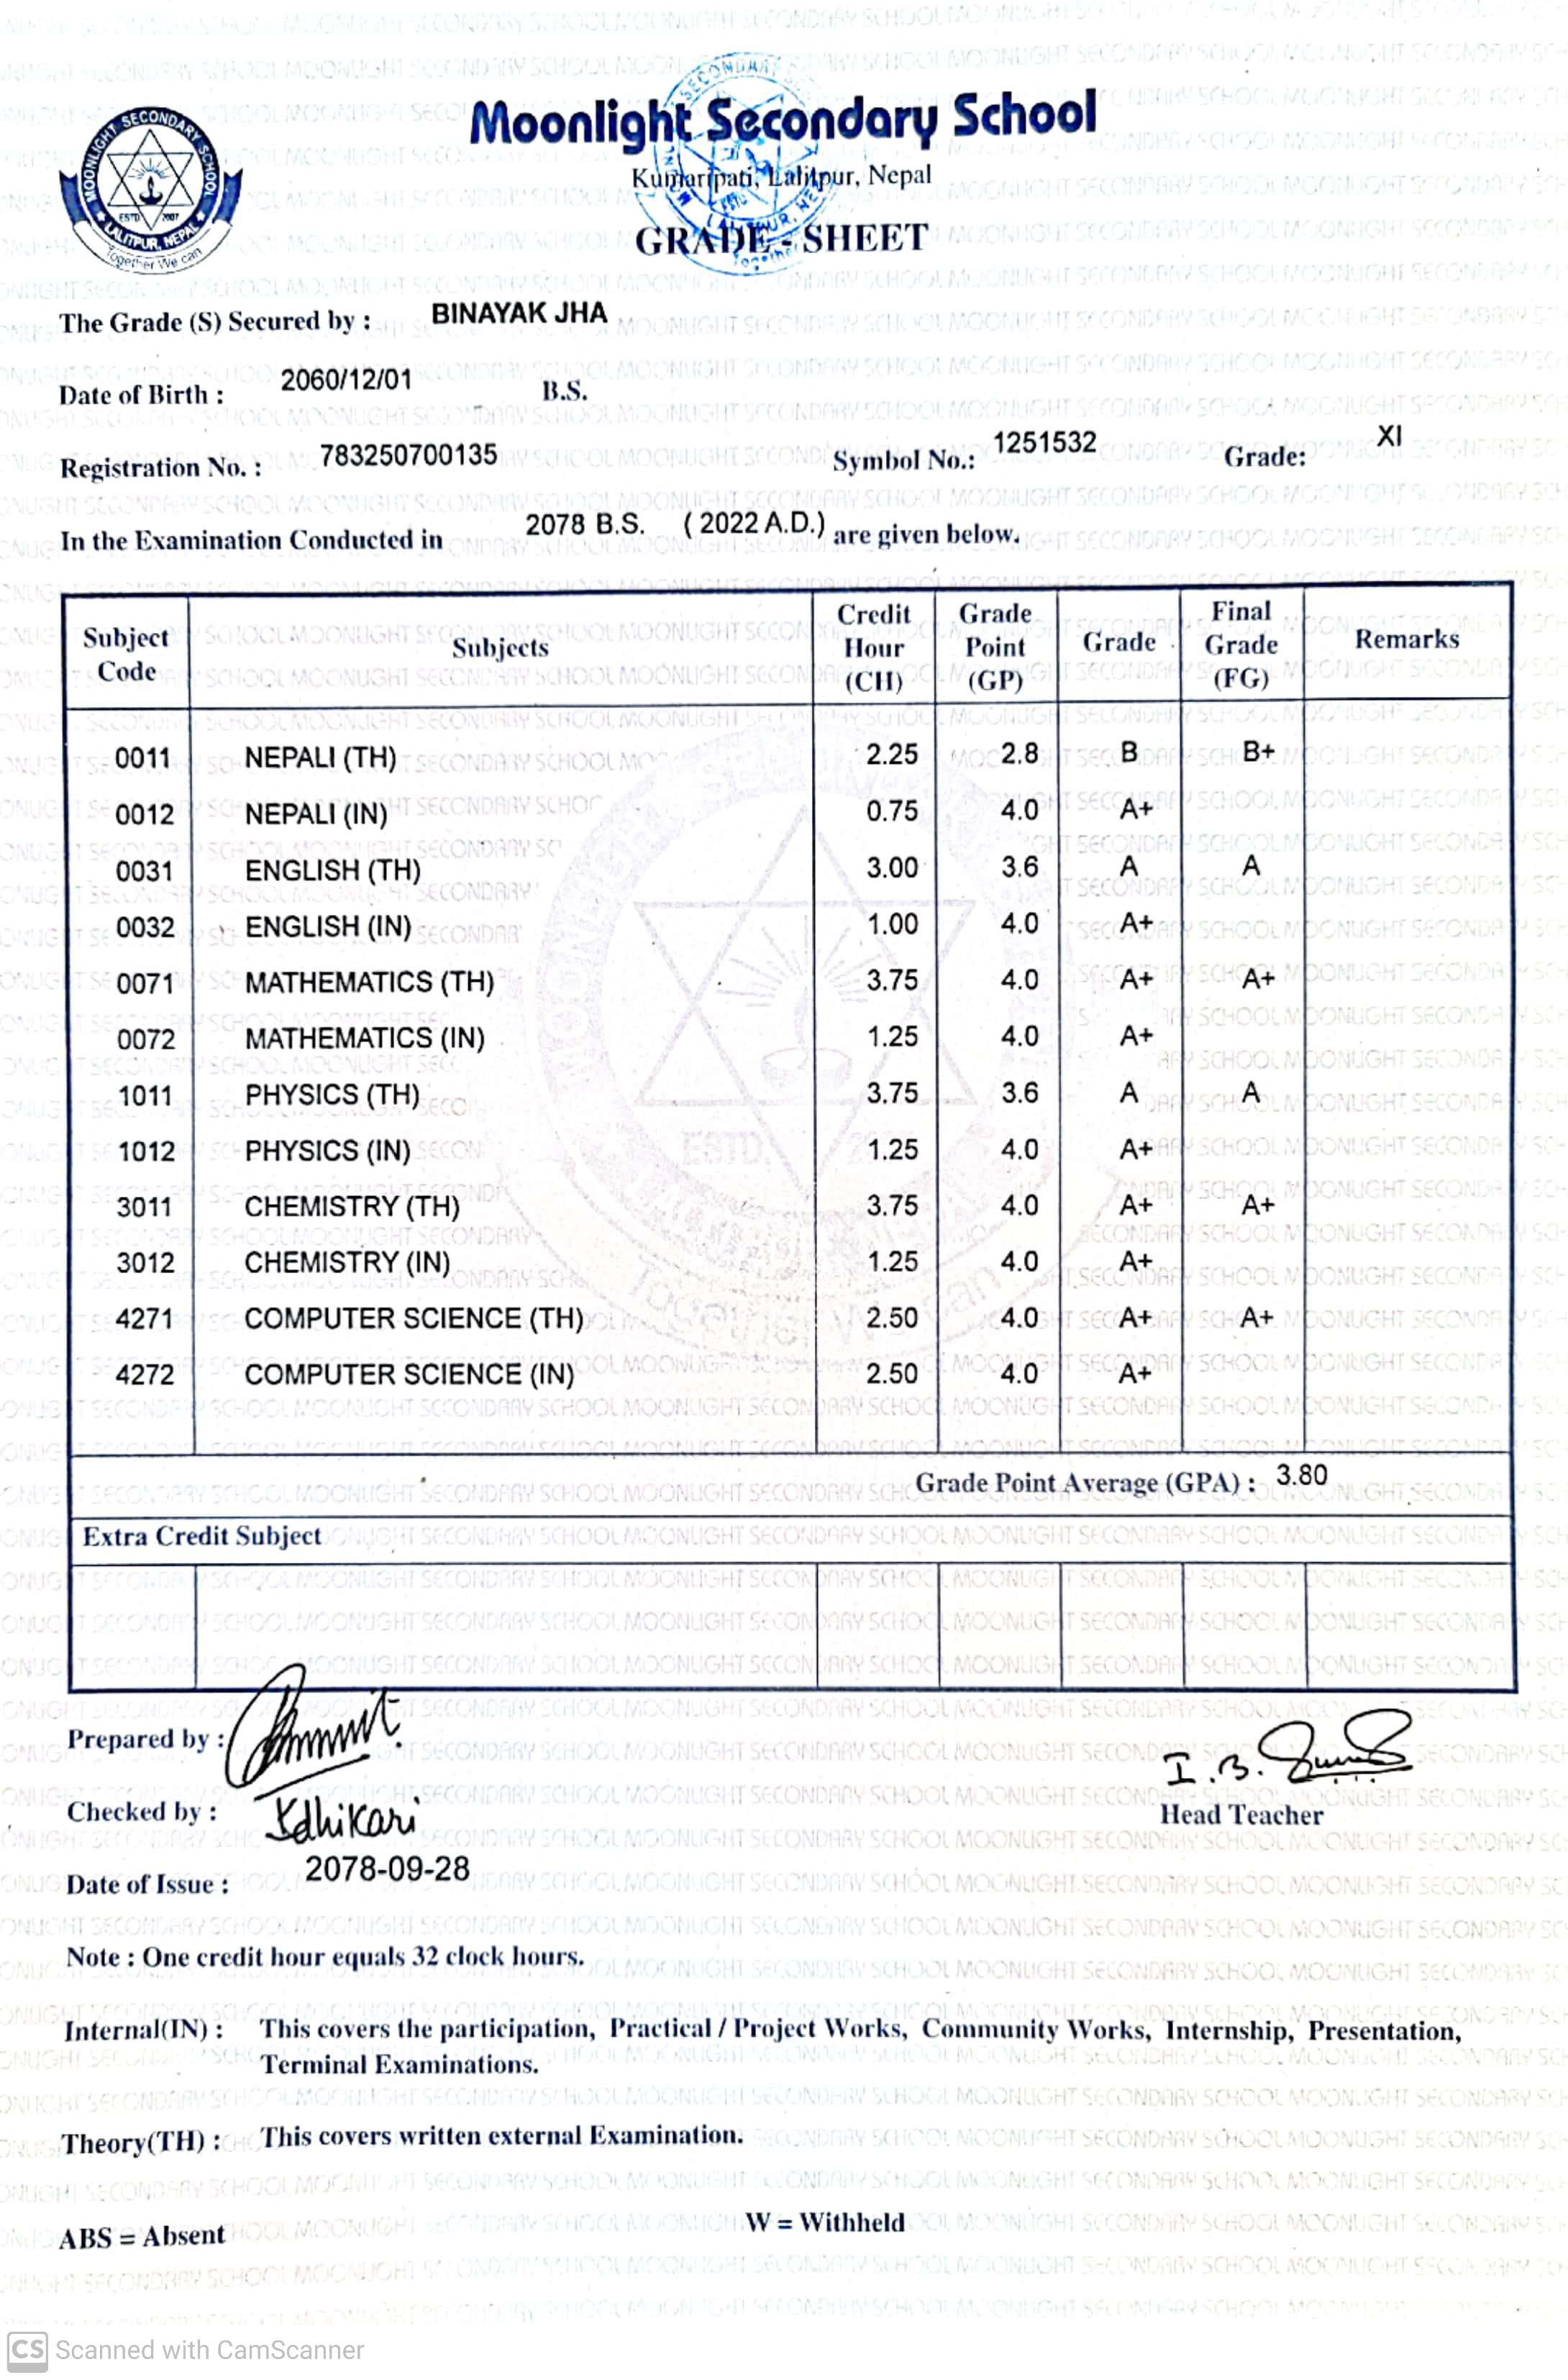 Moonlight Secondary School
Kumaripati, Lalitpur, Nepal
GRADE - SHEET
MOONLIGHT SECONDARY SCHOOL
ESTD 2007
LALITPUR, NEPAL
Together We can
The Grade (S) Secured by : BINAYAK JHA
Date of Birth : 2060/12/01 B.S.
Registration No. : 783250700135 Symbol No.: 1251532 Grade: XI
In the Examination Conducted in 2078 B.S. ( 2022 A.D.) are given below.
Subject Code Subjects Credit Hour (CH) Grade Point (GP) Grade Final Grade (FG) Remarks
0011 NEPALI (TH) 2.25 2.8 B B+
0012 NEPALI (IN) 0.75 4.0 A+
0031 ENGLISH (TH) 3.00 3.6 A A
0032 ENGLISH (IN) 1.00 4.0 A+
0071 MATHEMATICS (TH) 3.75 4.0 A+ A+
0072 MATHEMATICS (IN) 1.25 4.0 A+
1011 PHYSICS (TH) 3.75 3.6 A A
1012 PHYSICS (IN) 1.25 4.0 A+
3011 CHEMISTRY (TH) 3.75 4.0 A+ A+
3012 CHEMISTRY (IN) 1.25 4.0 A+
4271 COMPUTER SCIENCE (TH) 2.50 4.0 A+ A+
4272 COMPUTER SCIENCE (IN) 2.50 4.0 A+
Grade Point Average (GPA) : 3.80
Extra Credit Subject
Prepared by :
I.B.
Checked by : Adhikari
Head Teacher
Date of Issue : 2078-09-28
Note : One credit hour equals 32 clock hours.
Internal(IN) : This covers the participation, Practical / Project Works, Community Works, Internship, Presentation,
Terminal Examinations.
Theory(TH) : This covers written external Examination.
ABS = Absent W = Withheld
CS Scanned with CamScanner